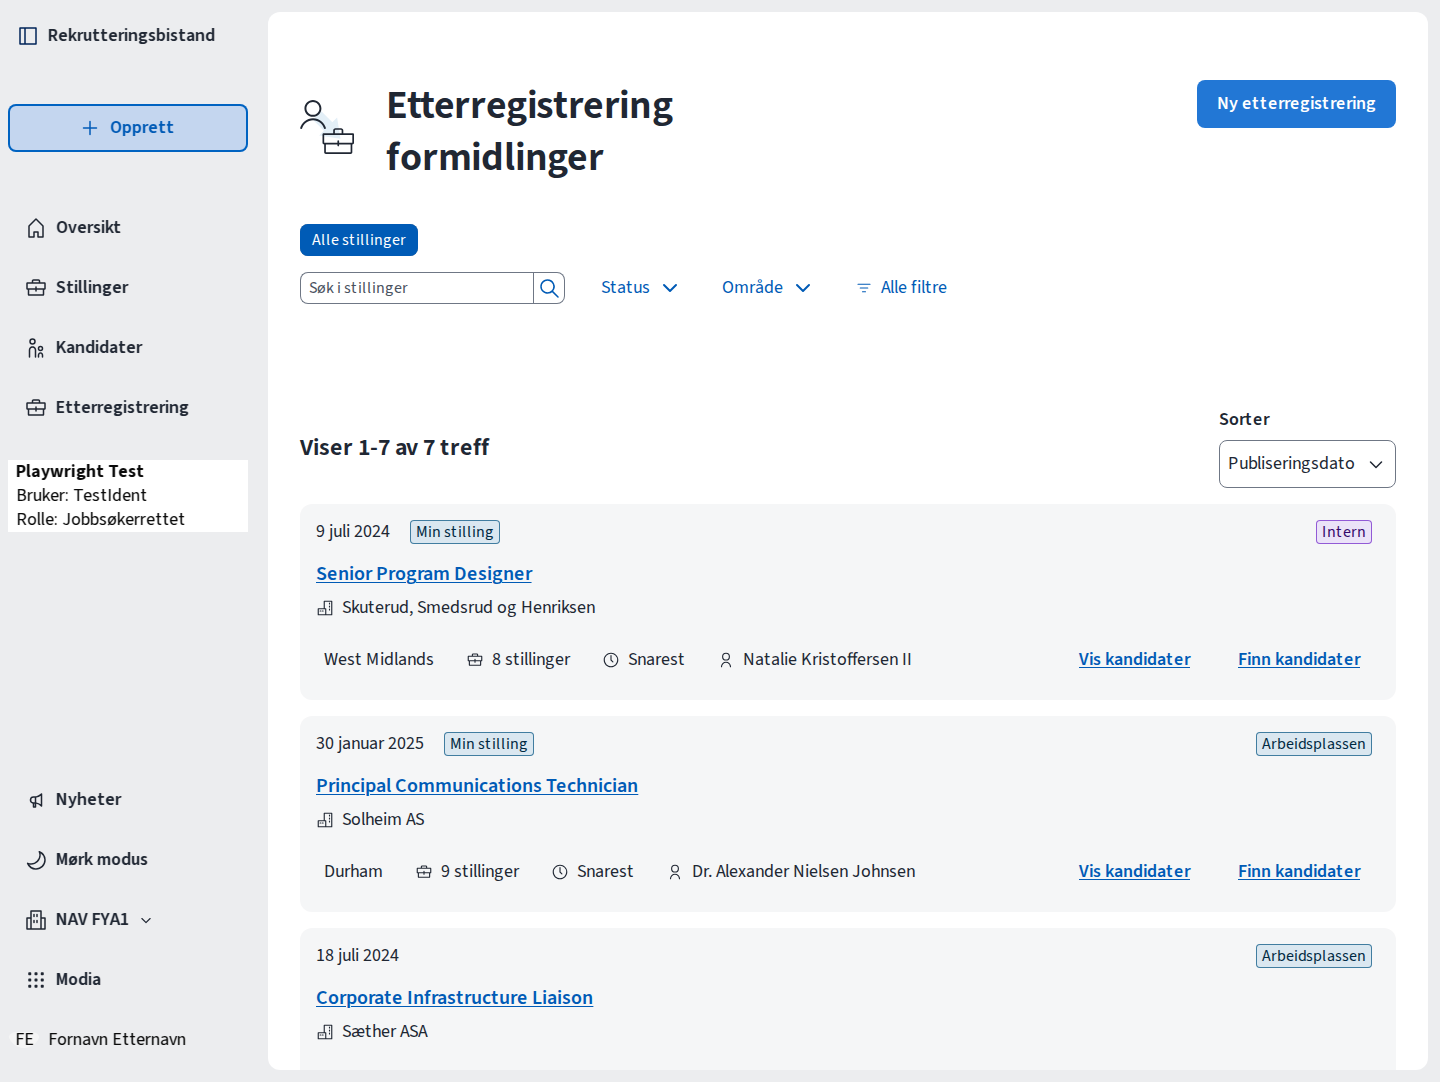 Rekrutteringsbistand
Opprett
Oversikt
Stillinger
Kandidater
Etterregistrering
Playwright Test
Bruker: TestIdent
Rolle: Jobbsøkerrettet
Nyheter
Mørk modus
NAV FYA1
Modia
FE Fornavn Etternavn
Etterregistrering
formidlinger
Ny etterregistrering
Alle stillinger
Søk i stillinger Status Område Alle filtre
Sorter
Viser 1-7 av 7 treff
Publiseringsdato
9 juli 2024 Min stilling Intern
Senior Program Designer
Skuterud, Smedsrud og Henriksen
West Midlands 8 stillinger Snarest Natalie Kristoffersen II Vis kandidater Finn kandidater
30 januar 2025 Min stilling Arbeidsplassen
Principal Communications Technician
Solheim AS
Durham 9 stillinger Snarest Dr. Alexander Nielsen Johnsen Vis kandidater Finn kandidater
18 juli 2024 Arbeidsplassen
Corporate Infrastructure Liaison
Sæther ASA